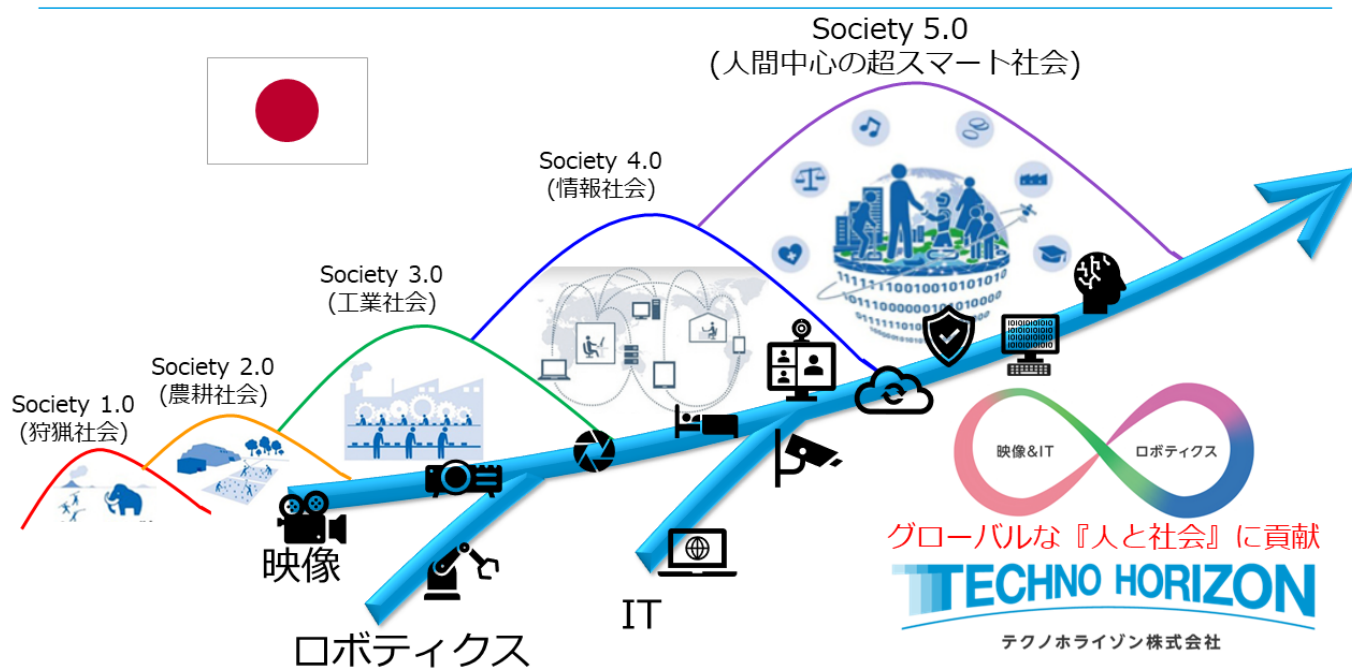 Society 5.0
(人間中心の超スマート社会)
Society 4.0
(情報社会)
Society 3.0
(工業社会)
Society 2.0
(農耕社会)
Society 1.0
(狩猟社会)
映像
ロボティクス
IT
映像&IT
ロボティクス
グローバルな『人と社会』に貢献
TECHNO HORIZON
テクノホライゾン株式会社